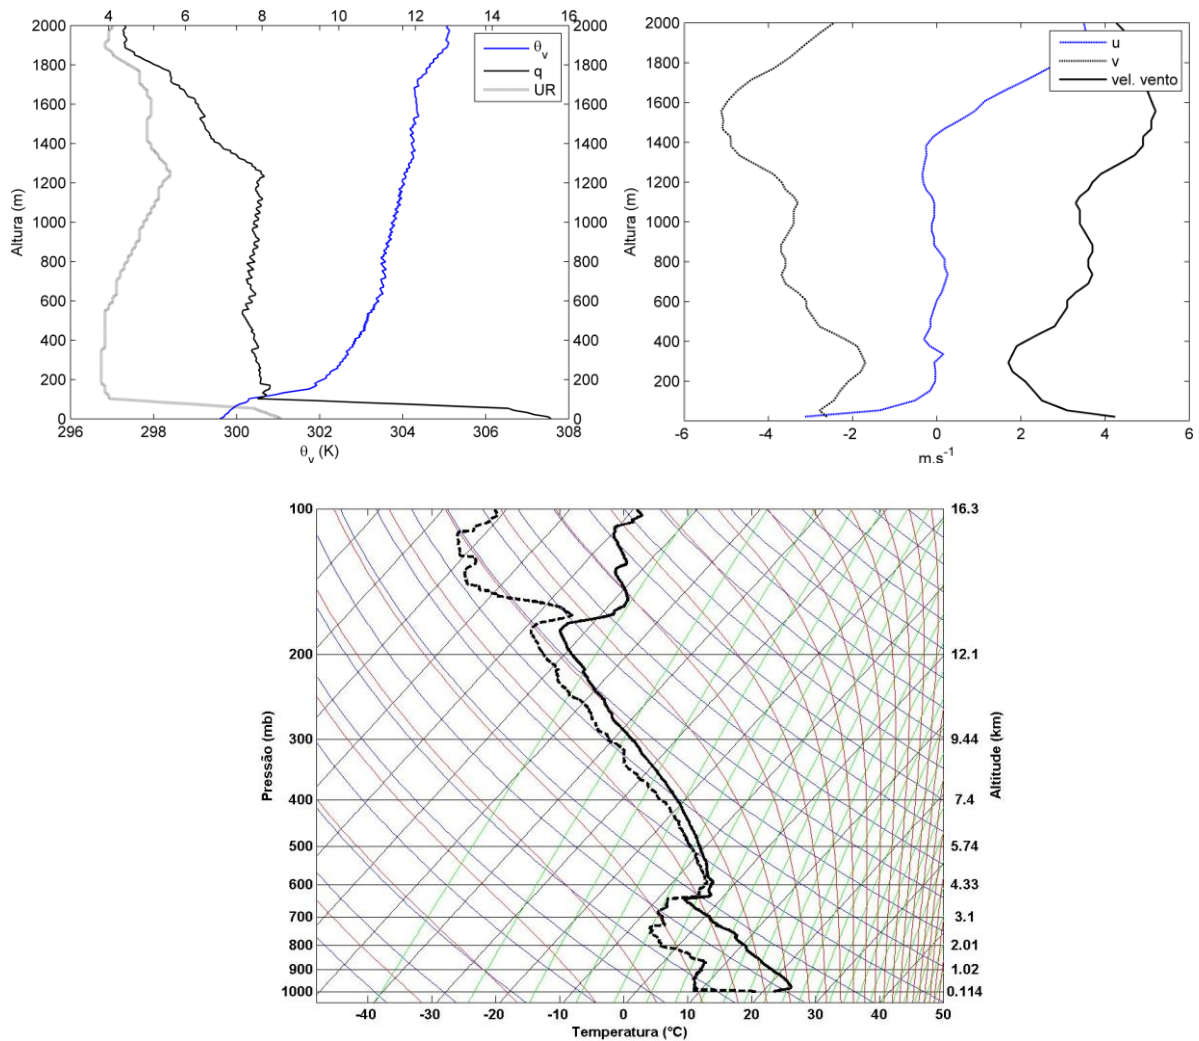 4 6 8 10 12 14 16
2000 2000
1800 1800
1600 1600
1400 1400
1200 1200
1000 1000
800 800
600 600
400 400
200 200
0 0
296 298 300 302 304 306 308
Altura (m)
θv (K)
θv
q
UR
2000
1800
1600
1400
1200
1000
800
600
400
200
-6 -4 -2 0 2 4 6
Altura (m)
m.s-1
u
v
vel. vento
100 16.3
200 12.1
300 9.44
400 7.4
500 5.74
600 4.33
700 3.1
800 2.01
900 1.02
1000 0.114
-40 -30 -20 -10 0 10 20 30 40 50
Pressão (mb)
Altitude (km)
Temperatura (°C)